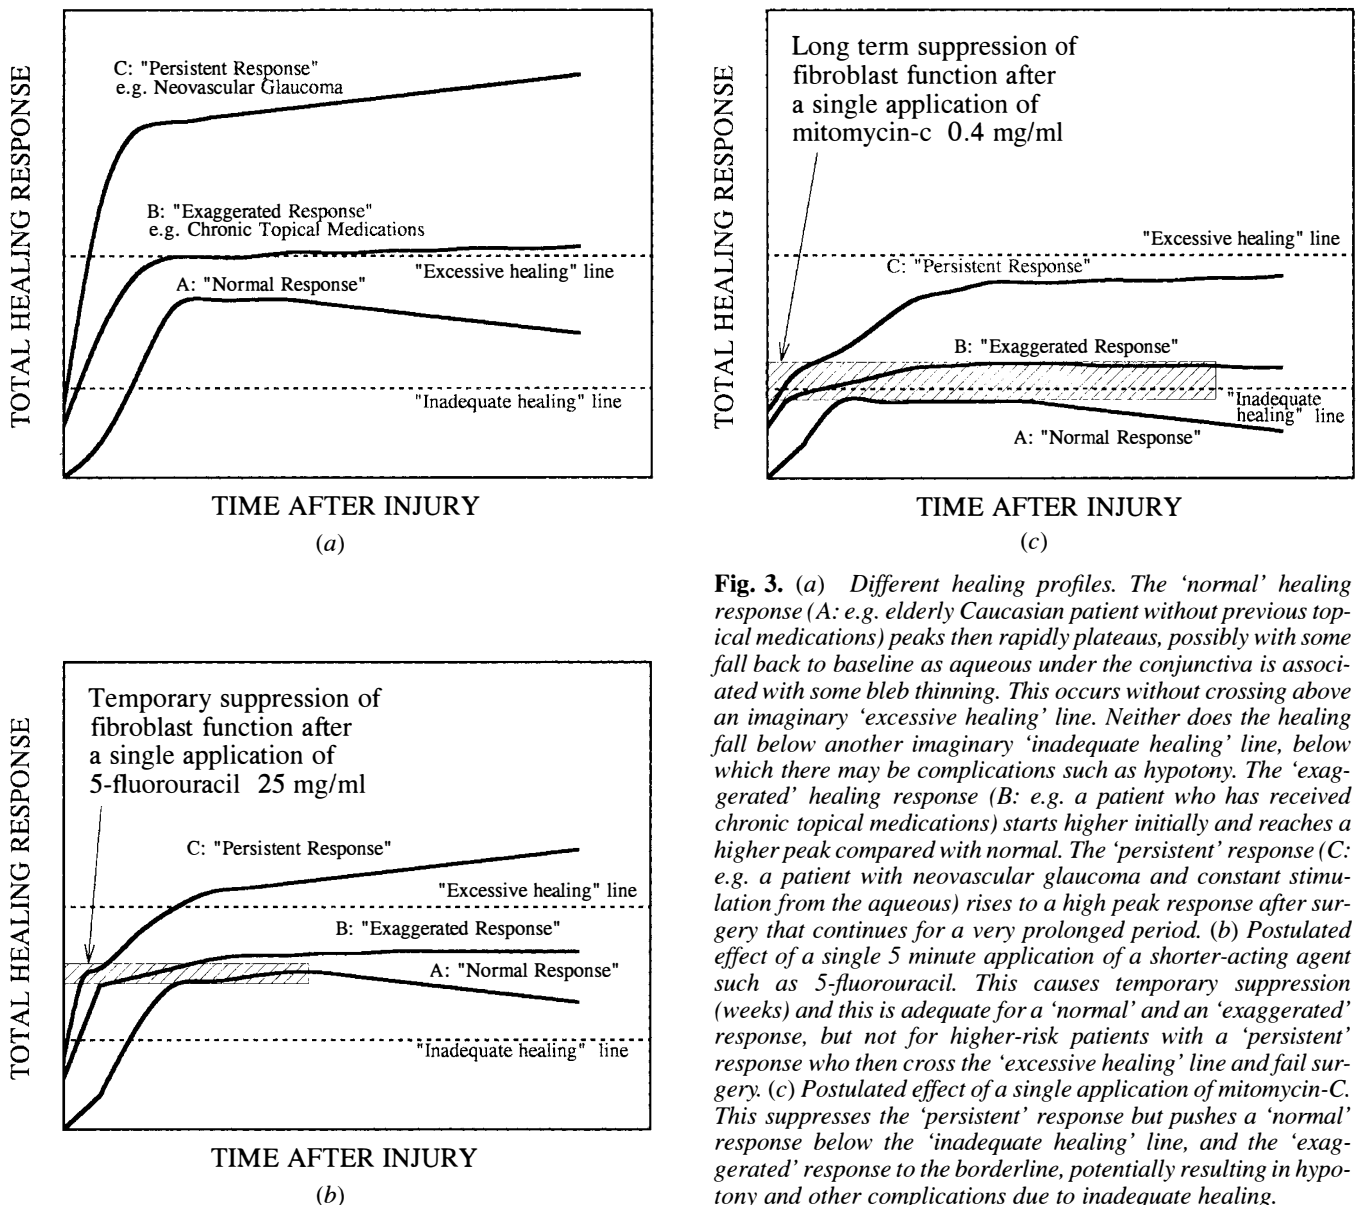 TOTAL HEALING RESPONSE
C: "Persistent Response"
e.g. Neovascular Glaucoma
B: "Exaggerated Response"
e.g. Chronic Topical Medications
"Excessive healing" line
A: "Normal Response"
"Inadequate healing" line
TIME AFTER INJURY
(a)
TOTAL HEALING RESPONSE
Temporary suppression of
fibroblast function after
a single application of
5-fluorouracil 25 mg/ml
C: "Persistent Response"
"Excessive healing" line
B: "Exaggerated Response"
A: "Normal Response"
"Inadequate healing" line
TIME AFTER INJURY
(b)
TOTAL HEALING RESPONSE
Long term suppression of
fibroblast function after
a single application of
mitomycin-c 0.4 mg/ml
"Excessive healing" line
C: "Persistent Response"
B: "Exaggerated Response"
"Inadequate
healing" line
A: "Normal Response"
TIME AFTER INJURY
(c)
Fig. 3. (a) Different healing profiles. The ‘normal’ healing
response (A: e.g. elderly Caucasian patient without previous top-
ical medications) peaks then rapidly plateaus, possibly with some
fall back to baseline as aqueous under the conjunctiva is associ-
ated with some bleb thinning. This occurs without crossing above
an imaginary ‘excessive healing’ line. Neither does the healing
fall below another imaginary ‘inadequate healing’ line, below
which there may be complications such as hypotony. The ‘exag-
gerated’ healing response (B: e.g. a patient who has received
chronic topical medications) starts higher initially and reaches a
higher peak compared with normal. The ‘persistent’ response (C:
e.g. a patient with neovascular glaucoma and constant stimu-
lation from the aqueous) rises to a high peak response after sur-
gery that continues for a very prolonged period. (b) Postulated
effect of a single 5 minute application of a shorter-acting agent
such as 5-fluorouracil. This causes temporary suppression
(weeks) and this is adequate for a ‘normal’ and an ‘exaggerated’
response, but not for higher-risk patients with a ‘persistent’
response who then cross the ‘excessive healing’ line and fail sur-
gery. (c) Postulated effect of a single application of mitomycin-C.
This suppresses the ‘persistent’ response but pushes a ‘normal’
response below the ‘inadequate healing’ line, and the ‘exag-
gerated’ response to the borderline, potentially resulting in hypo-
tony and other complications due to inadequate healing.